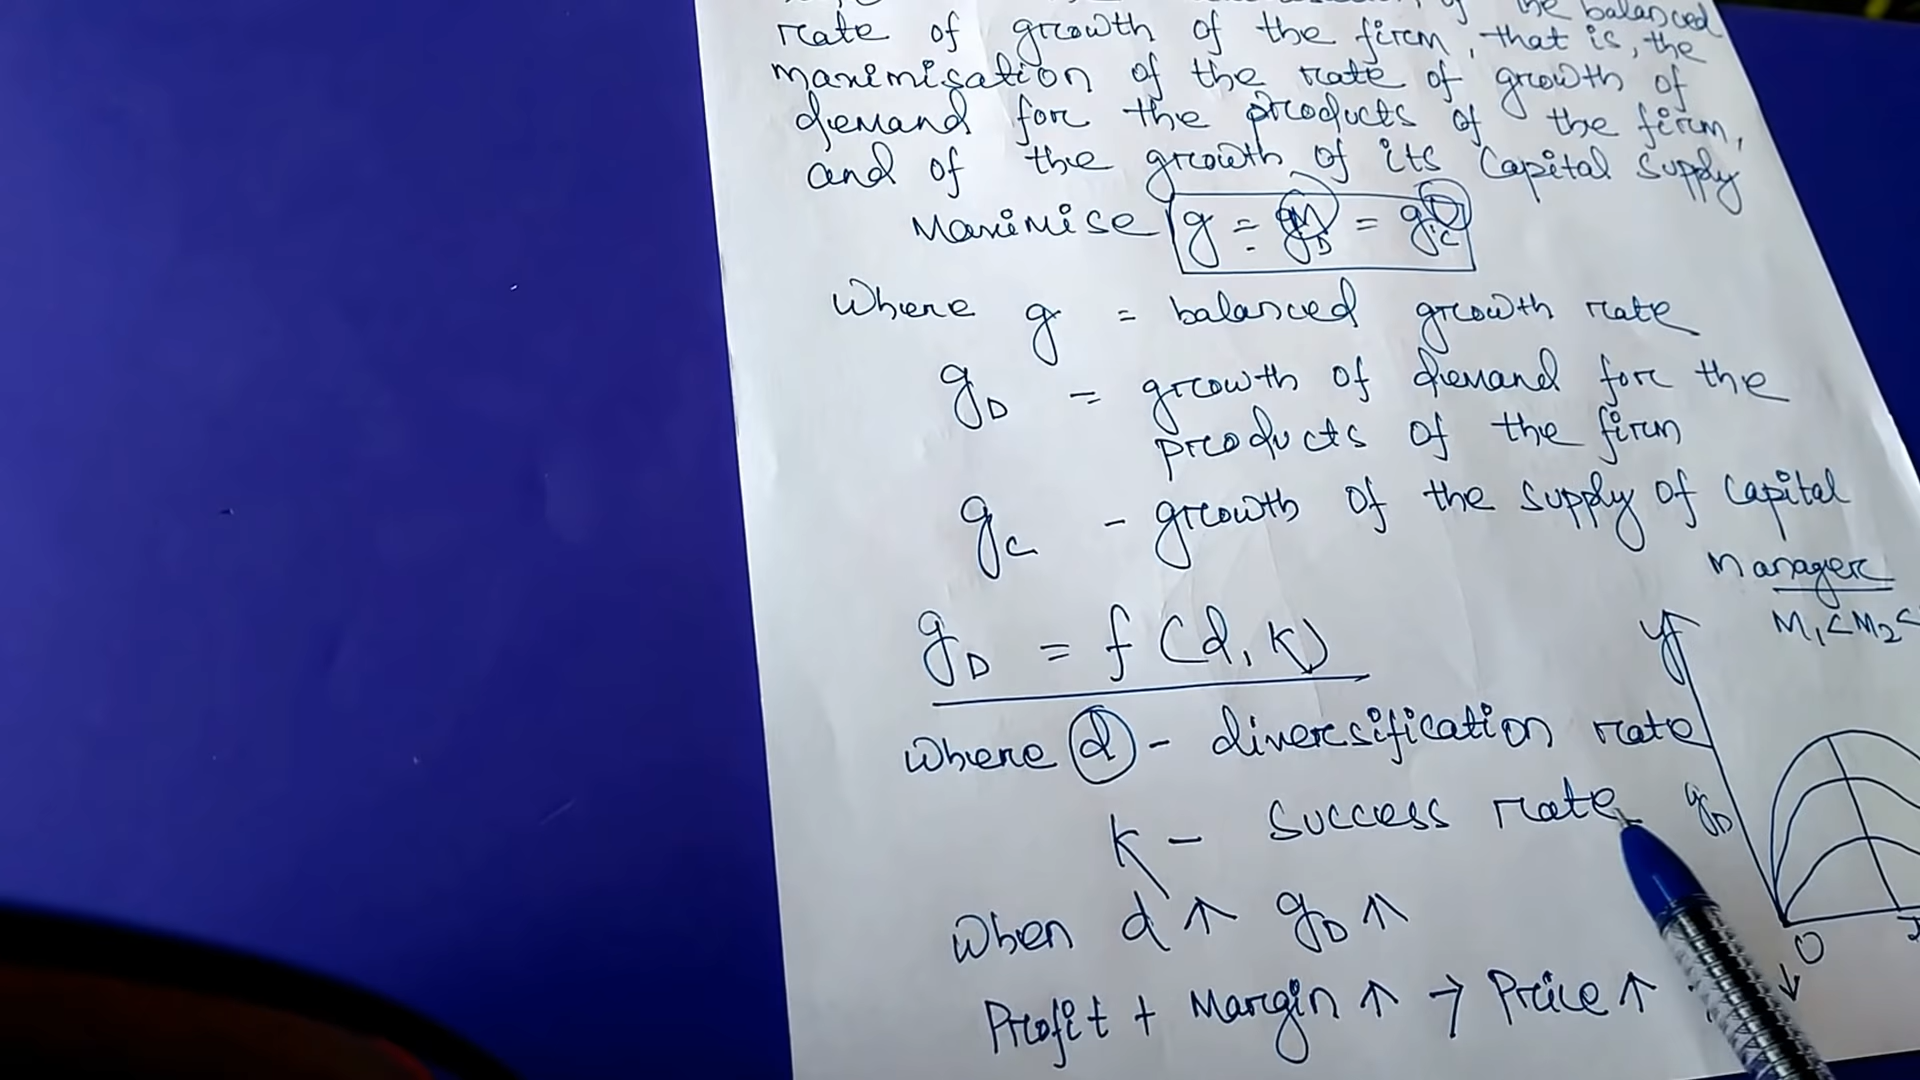 of the balanced
rate of growth of the firm, that is, the
maximisation of the rate of growth of
demand for the products of the firm,
and of the growth of its Capital Supply
Maximise g = gD = gC
Where g = balanced growth rate
gD = growth of demand for the
products of the firm
gC - growth of the supply of capital
Manager
M1<M2<
gD = f (d, K)
Y
where d - diversification rate
K - Success rate
gD
When d ↑ gD ↑
O
Profit + Margin ↑ → Price ↑